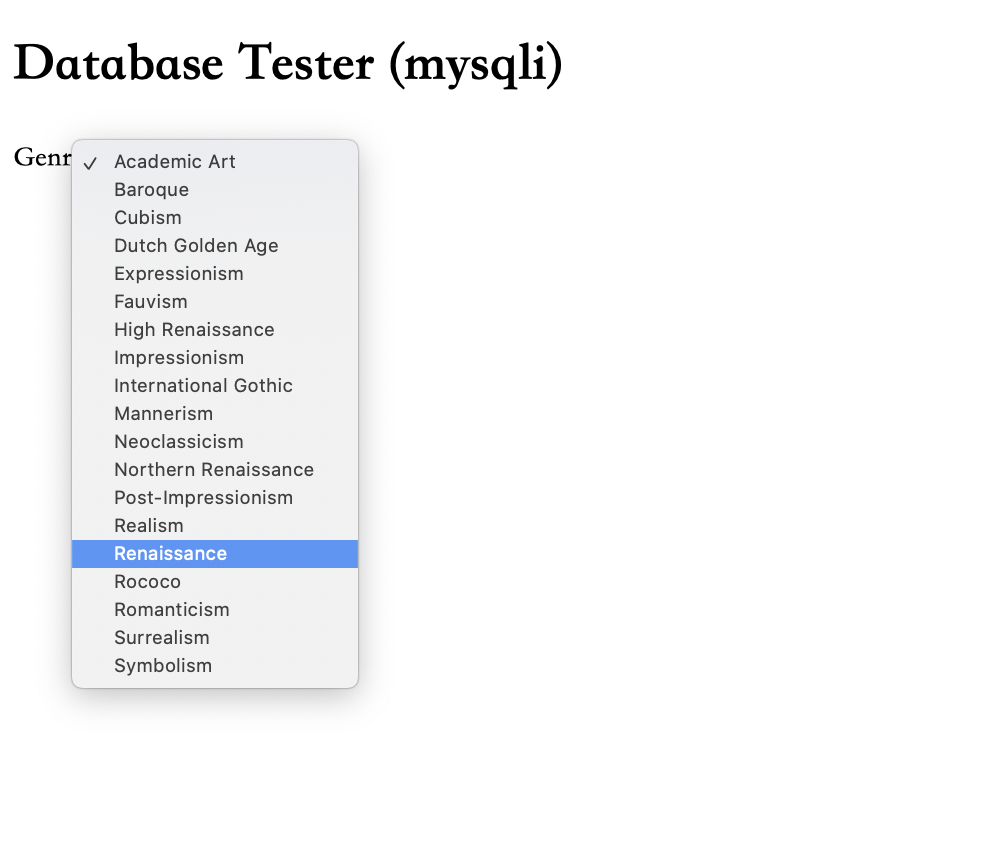 Database Tester (mysqli)
Genr
✓ Academic Art
Baroque
Cubism
Dutch Golden Age
Expressionism
Fauvism
High Renaissance
Impressionism
International Gothic
Mannerism
Neoclassicism
Northern Renaissance
Post-Impressionism
Realism
Renaissance
Rococo
Romanticism
Surrealism
Symbolism